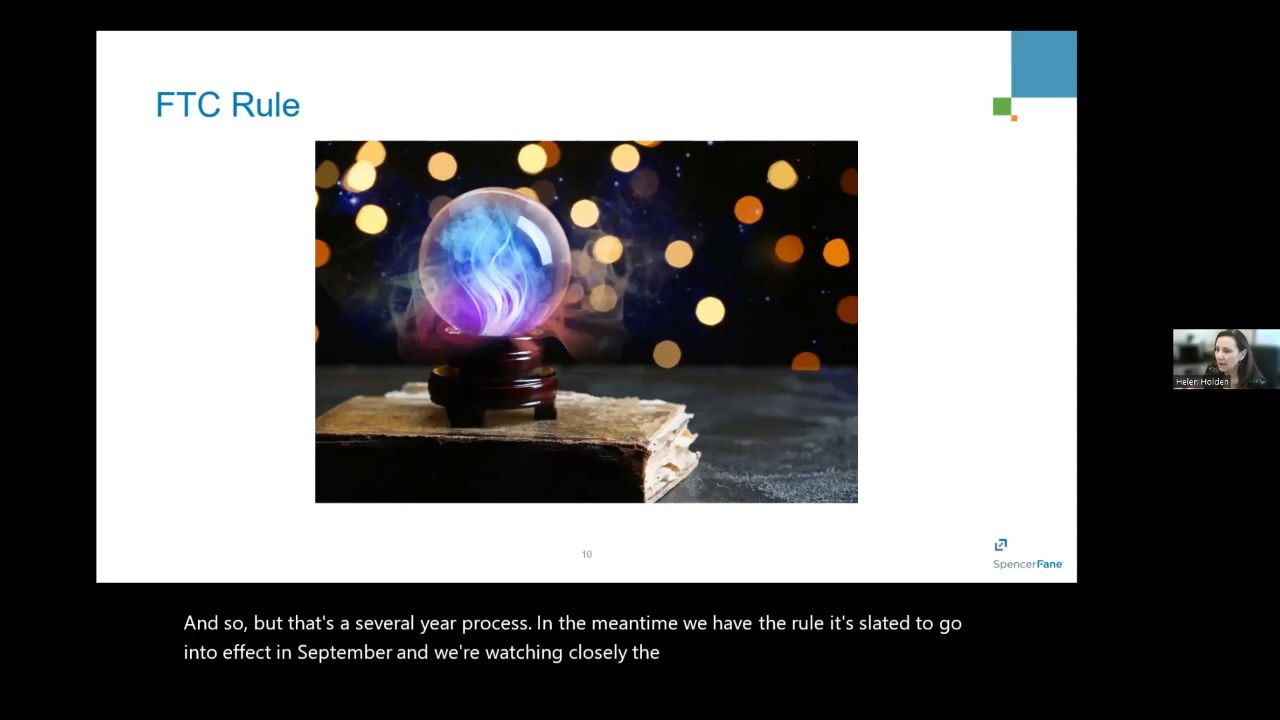 FTC Rule
Helen Holden
10
SpencerFane
And so, but that's a several year process. In the meantime we have the rule it's slated to go
into effect in September and we're watching closely the